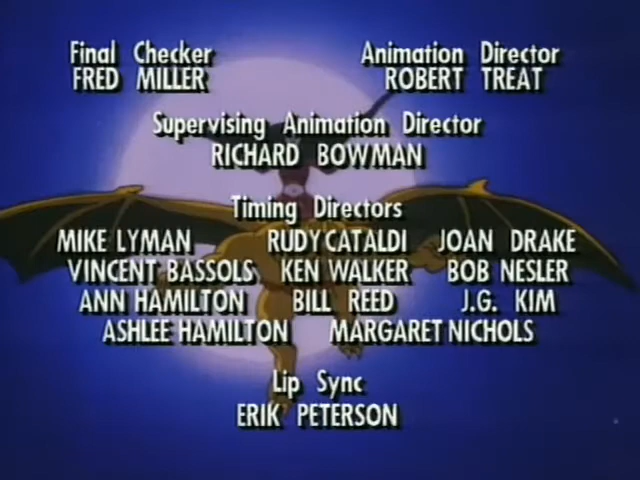 Final Checker Animation Director
FRED MILLER ROBERT TREAT
Supervising Animation Director
RICHARD BOWMAN
Timing Directors
MIKE LYMAN RUDY CATALDI JOAN DRAKE
VINCENT BASSOLS KEN WALKER BOB NESLER
ANN HAMILTON BILL REED J.G. KIM
ASHLEE HAMILTON MARGARET NICHOLS
Lip Sync
ERIK PETERSON